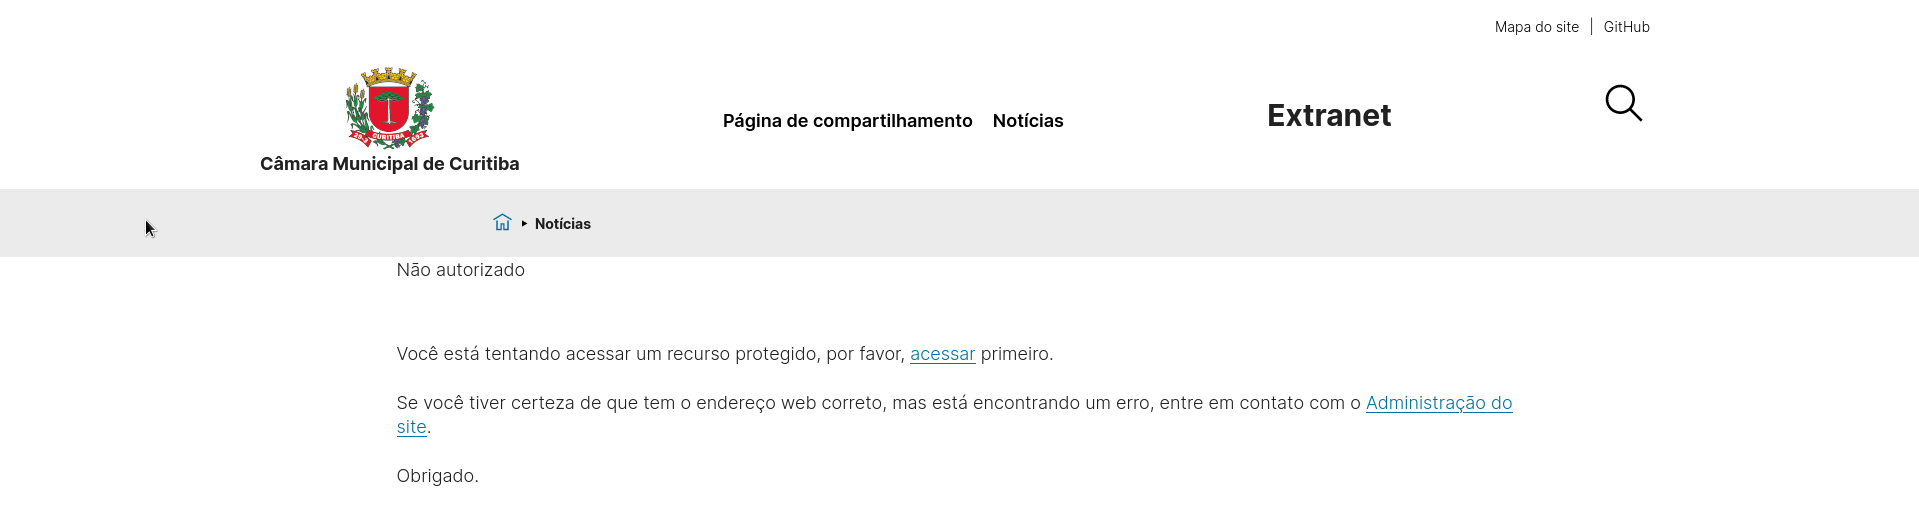 Mapa do site | GitHub
CURITIBA
Câmara Municipal de Curitiba
Página de compartilhamento Notícias
Extranet
Notícias
Não autorizado
Você está tentando acessar um recurso protegido, por favor, acessar primeiro.
Se você tiver certeza de que tem o endereço web correto, mas está encontrando um erro, entre em contato com o Administração do
site.
Obrigado.